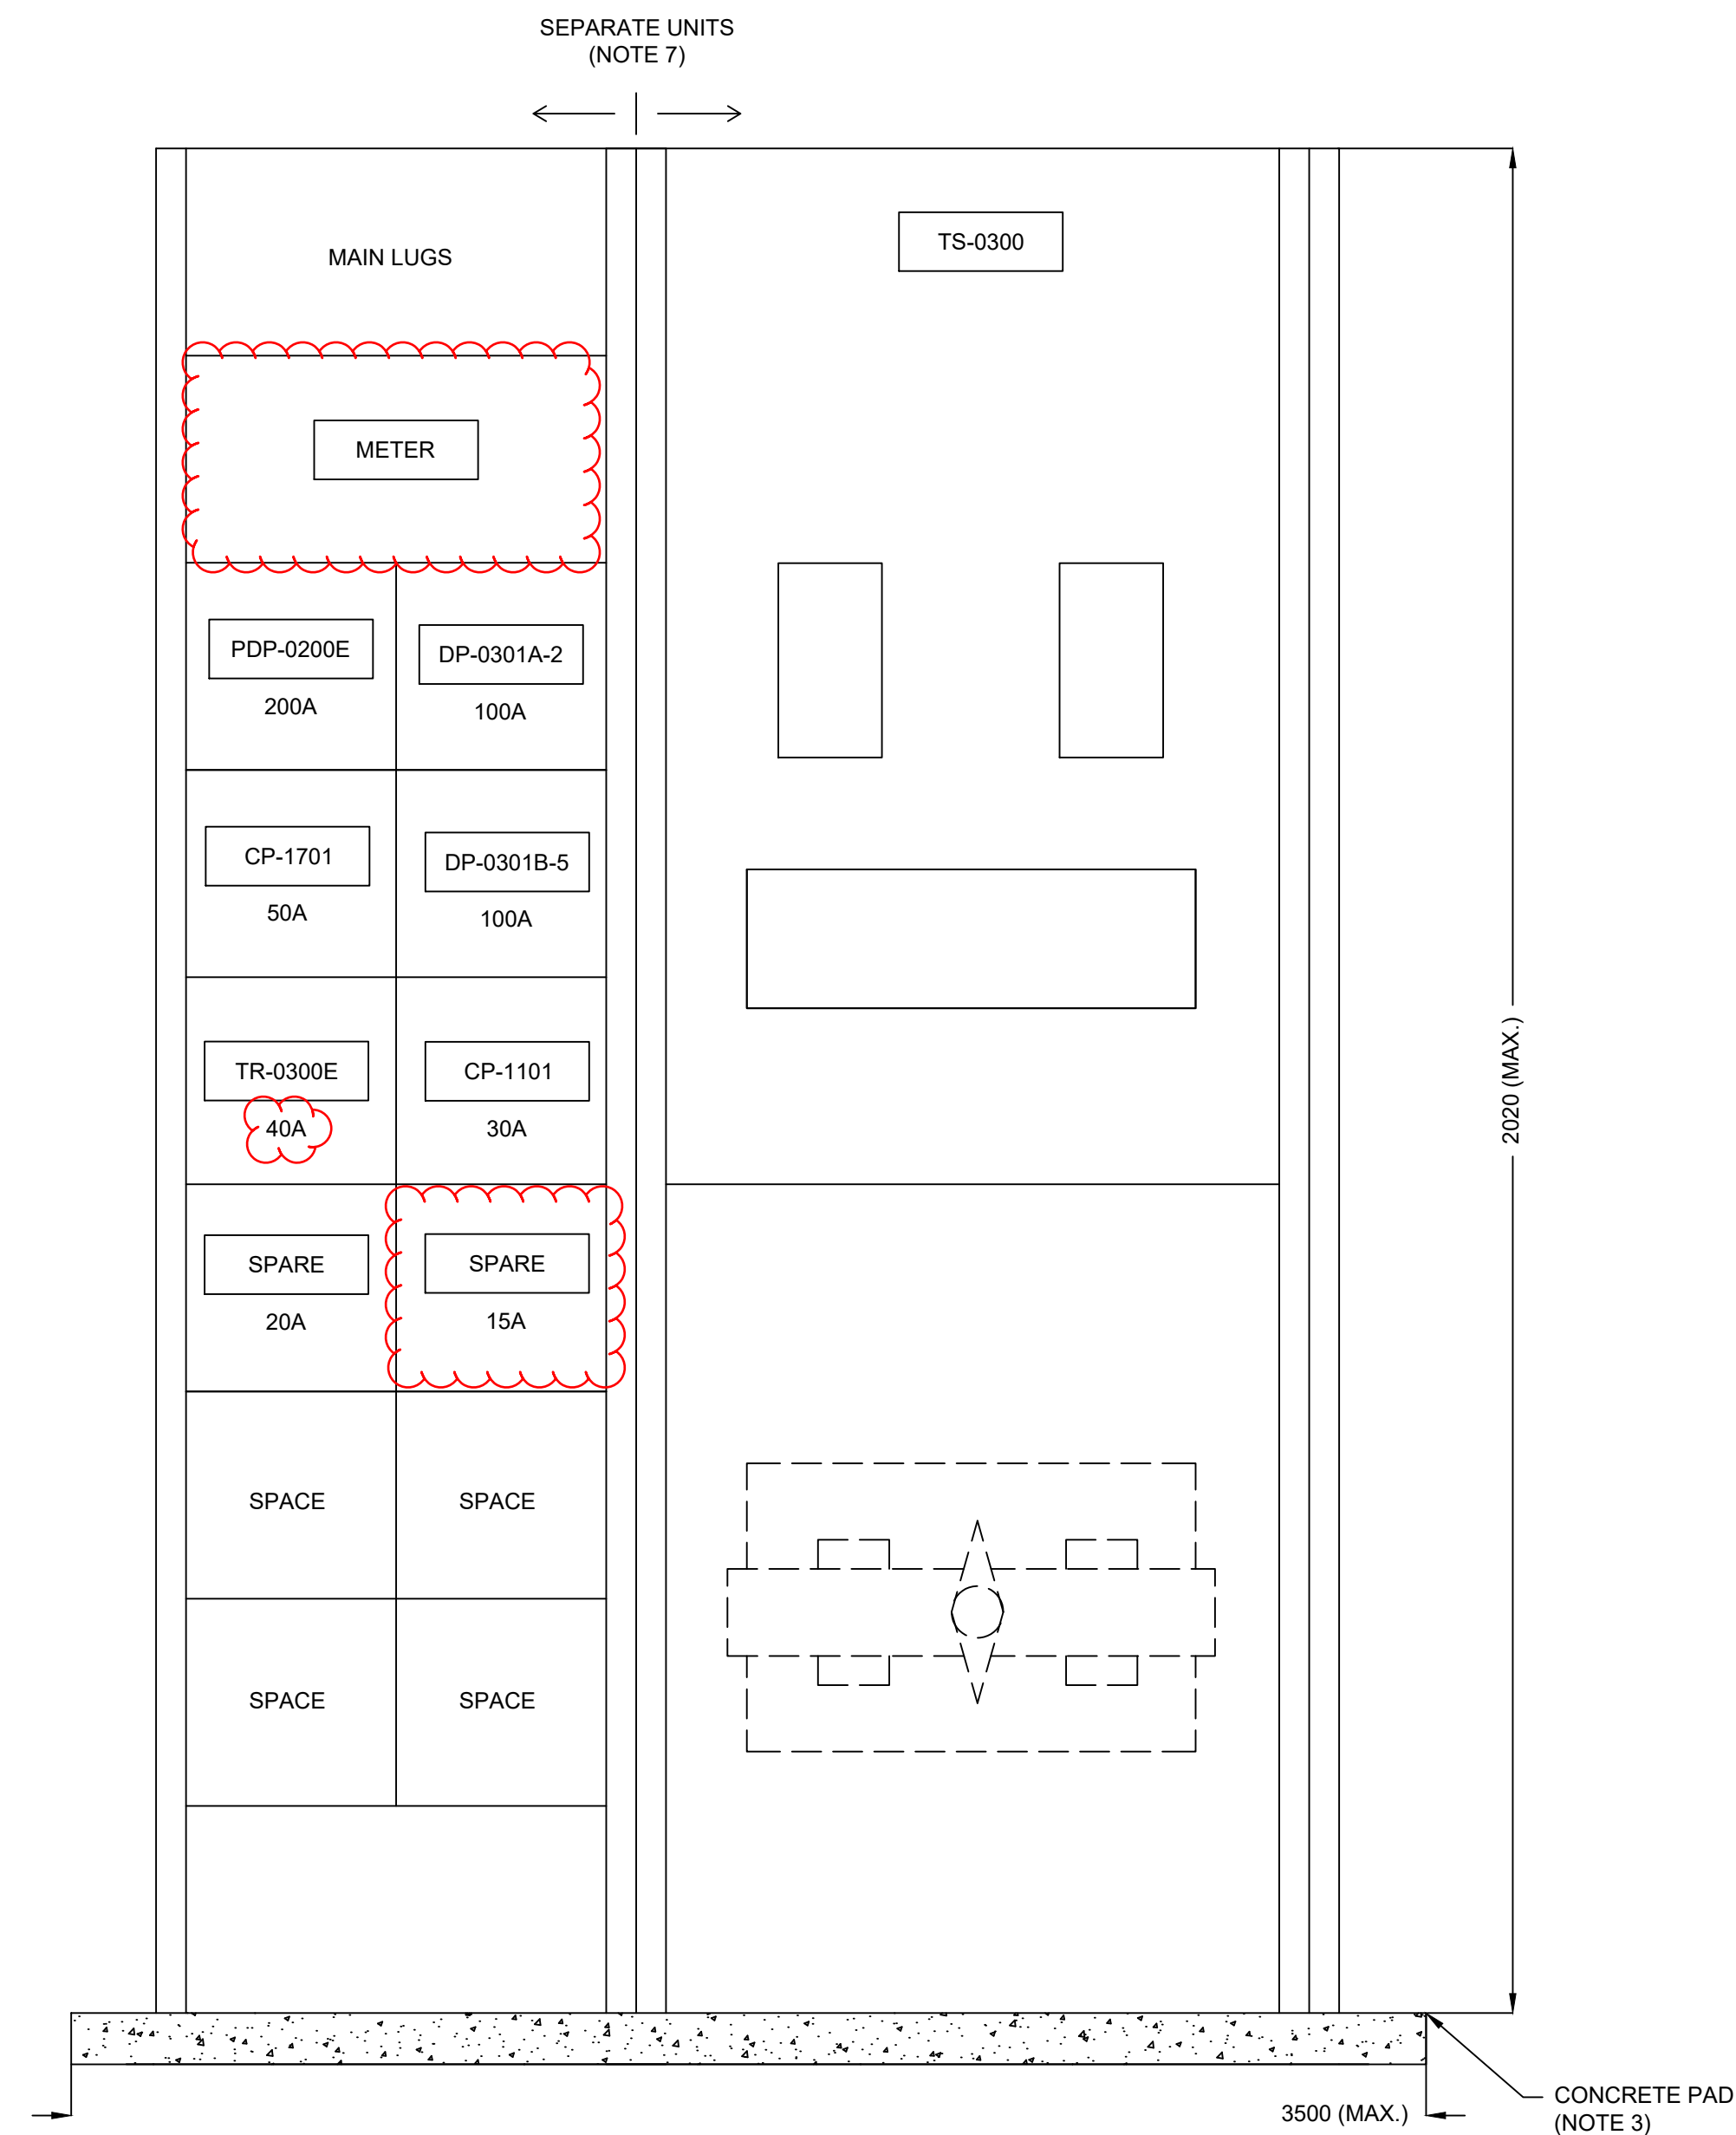 SEPARATE UNITS
(NOTE 7)
MAIN LUGS
TS-0300
METER
PDP-0200E
200A
DP-0301A-2
100A
CP-1701
50A
DP-0301B-5
100A
TR-0300E
40A
CP-1101
30A
SPARE
20A
SPARE
15A
SPACE
SPACE
SPACE
SPACE
2020 (MAX.)
3500 (MAX.)
CONCRETE PAD
(NOTE 3)